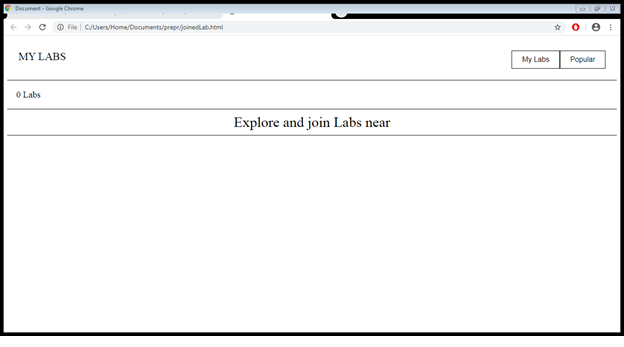 Document - Google Chrome
File | C:/Users/Home/Documents/prepr/joinedLab.html
MY LABS
My Labs
Popular
0 Labs
Explore and join Labs near